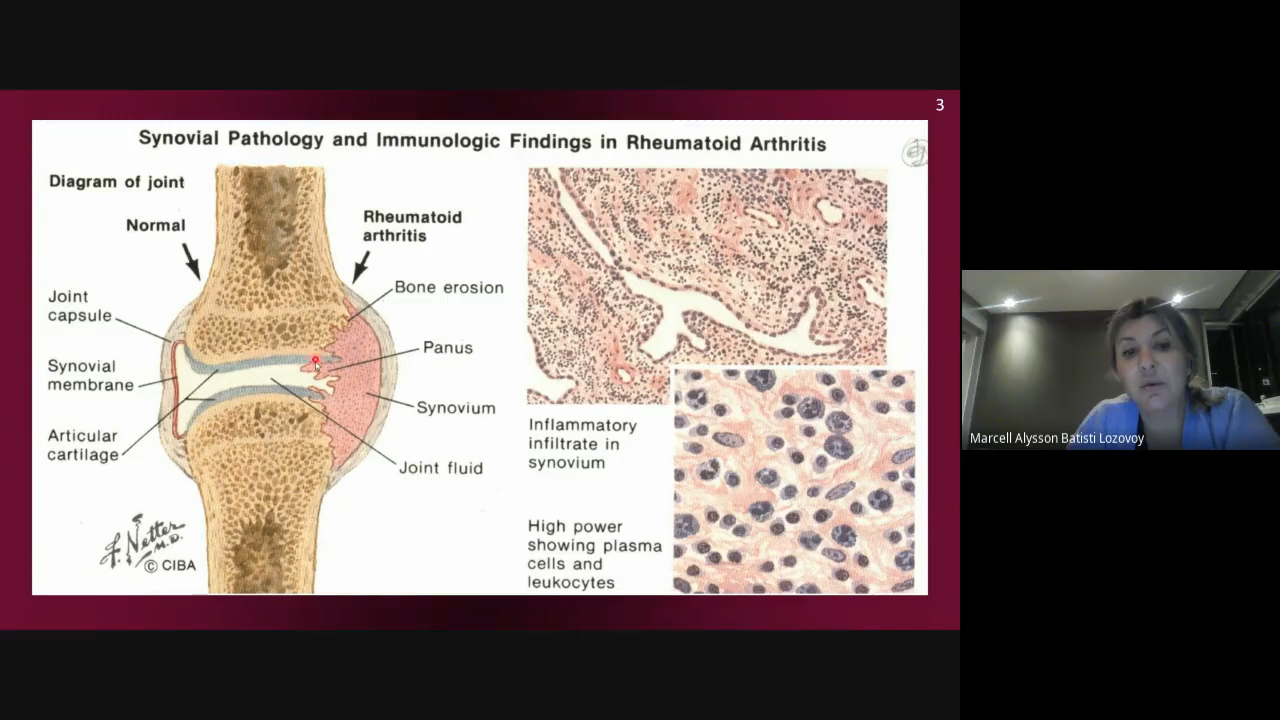 3
Synovial Pathology and Immunologic Findings in Rheumatoid Arthritis
Diagram of joint
Normal
Rheumatoid
arthritis
Joint
capsule
Synovial
membrane
Articular
cartilage
Bone erosion
Panus
Synovium
Joint fluid
F. Netter
M.D.
© CIBA
Inflammatory
infiltrate in
synovium
High power
showing plasma
cells and
leukocytes
Marcell Alysson Batisti Lozovoy